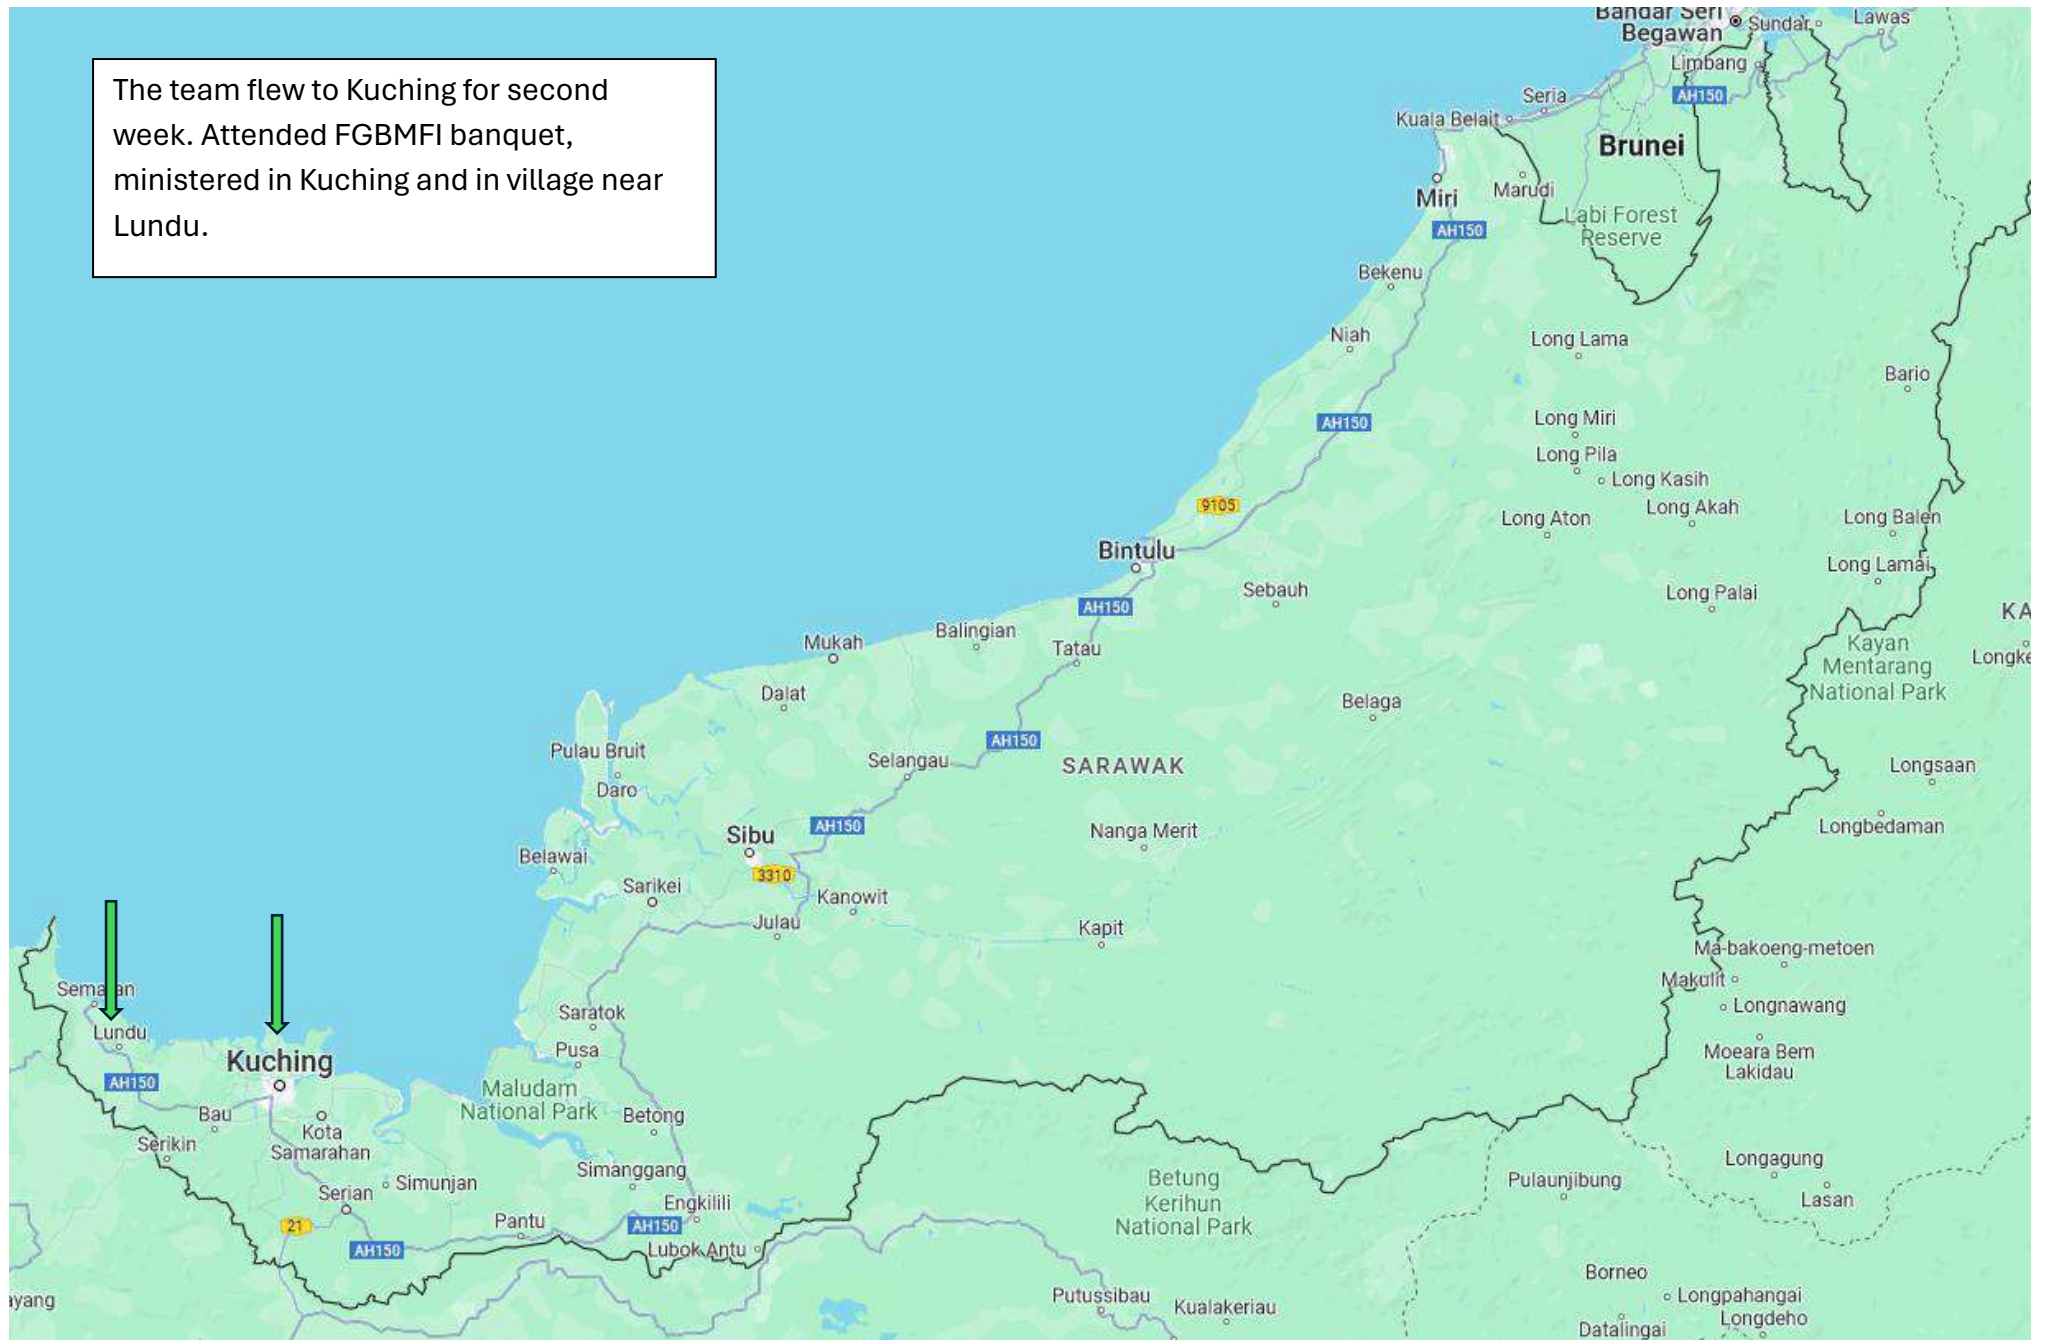 The team flew to Kuching for second
week. Attended FGBMFI banquet,
ministered in Kuching and in village near
Lundu.
Bandar Seri
Begawan
Sundar
Lawas
Limbang
AH150
Seria
Kuala Belait
Brunei
Miri
Marudi
Labi Forest
Reserve
AH150
Bekenu
Niah
Long Lama
Bario
AH150
Long Miri
Long Pila
Long Kasih
9105
Long Aton
Long Akah
Long Balen
Bintulu
Long Lamai
Sebauh
Long Palai
AH150
KA
Mukah
Balingian
Tatau
Kayan
Mentarang
National Park
Longke
Dalat
Belaga
Pulau Bruit
AH150
Selangau
SARAWAK
Longsaan
Daro
Sibu
AH150
Nanga Merit
Longbedaman
Belawai
3310
Sarikei
Kanowit
Julau
Kapit
Ma-bakoeng-metoen
Makulit
Sematan
Longnawang
Saratok
Lundu
Pusa
Moeara Bem
Lakidau
Kuching
AH150
Maludam
National Park
Bau
Betong
Kota
Samarahan
Serikin
Simunjan
Simanggang
Longagung
Serian
Engkilili
Betung
Kerihun
National Park
Pulaunjibung
Lasan
21
Pantu
AH150
AH150
Lubok Antu
Borneo
ayang
Putussibau
Kualakeriau
Longpahangai
Longdeho
Datalingai